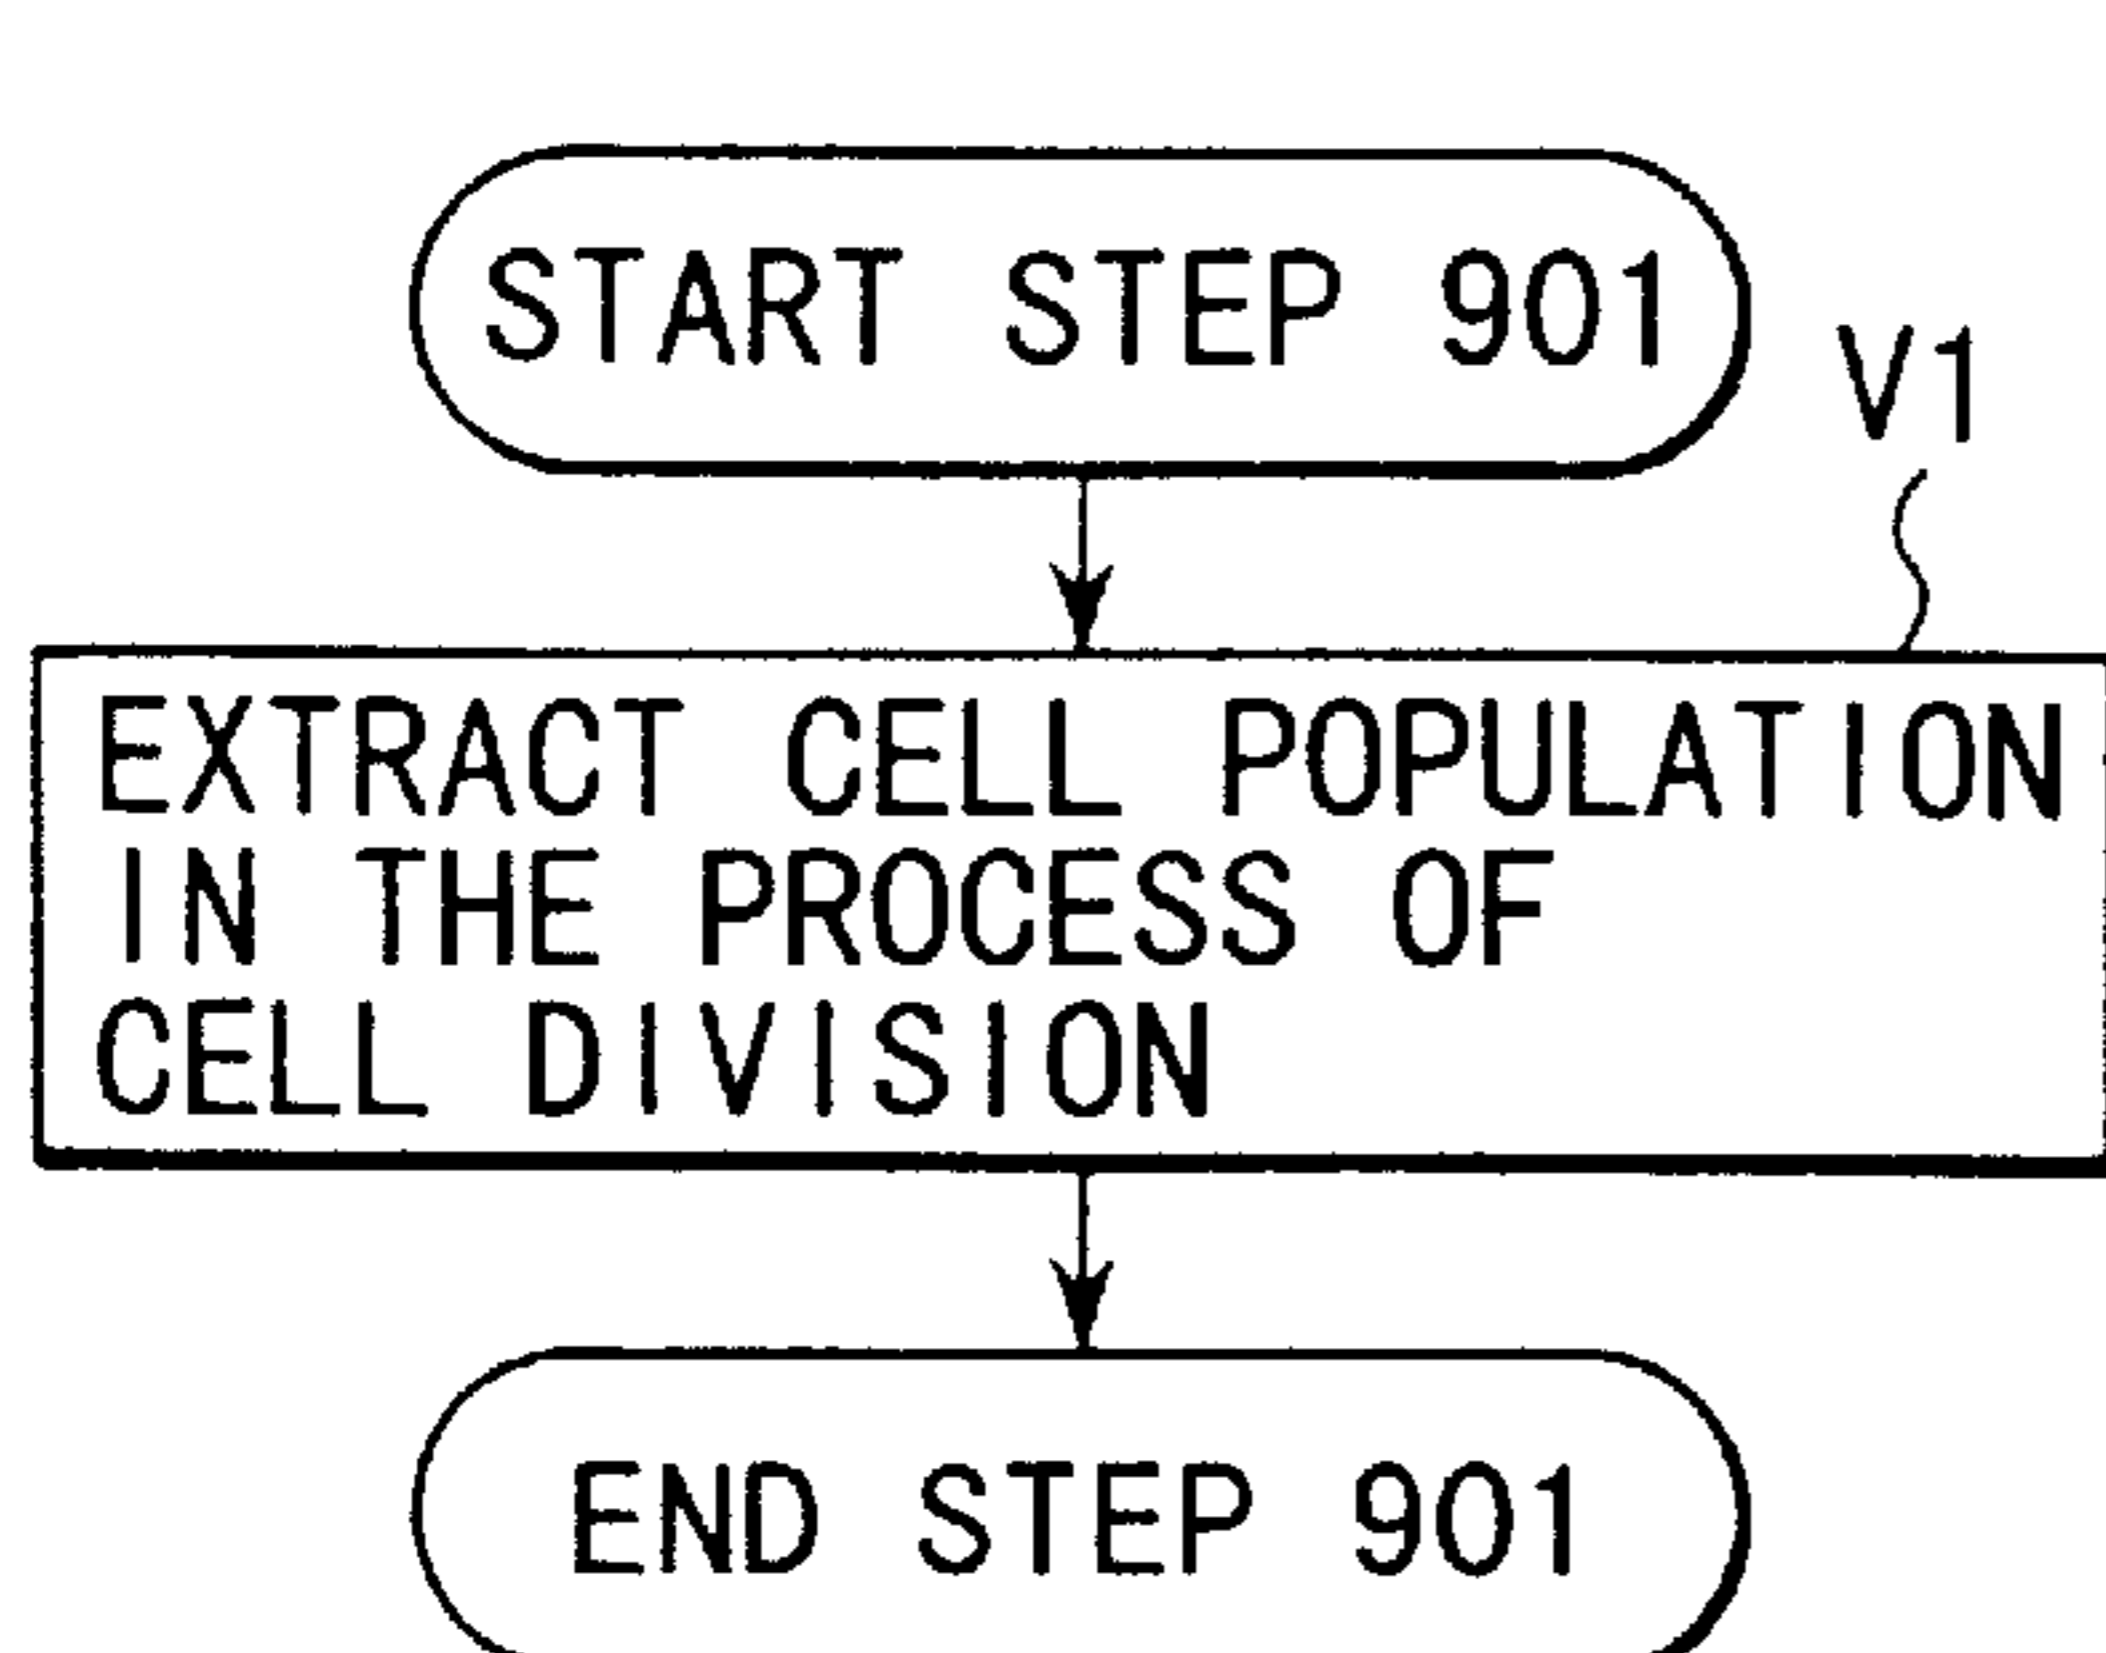 START STEP 901
V1
EXTRACT CELL POPULATION
IN THE PROCESS OF
CELL DIVISION
END STEP 901